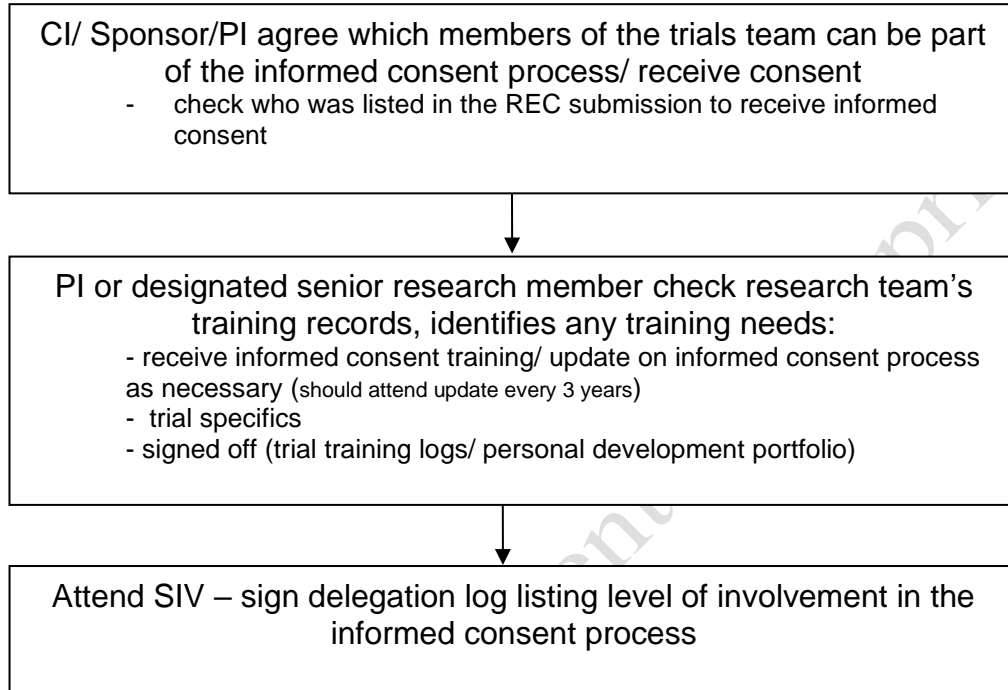 CI/ Sponsor/PI agree which members of the trials team can be part
of the informed consent process/ receive consent
- check who was listed in the REC submission to receive informed
consent
PI or designated senior research member check research team’s
training records, identifies any training needs:
- receive informed consent training/ update on informed consent process
as necessary (should attend update every 3 years)
- trial specifics
- signed off (trial training logs/ personal development portfolio)
Attend SIV – sign delegation log listing level of involvement in the
informed consent process